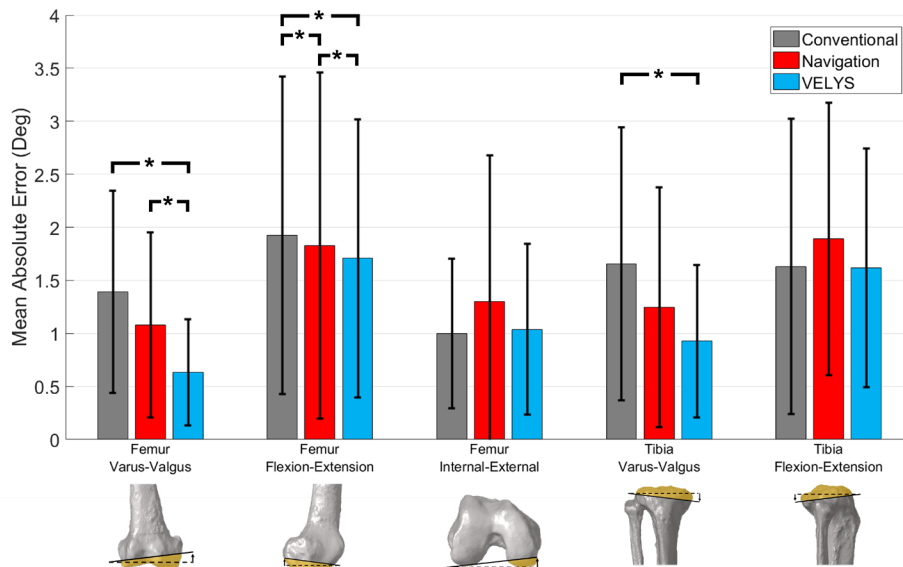 Mean Absolute Error (Deg)
4
3.5
3
2.5
2
1.5
1
0.5
0
*
*
*
*
*
*
Conventional
Navigation
VELYS
Femur
Varus-Valgus
Femur
Flexion-Extension
Femur
Internal-External
Tibia
Varus-Valgus
Tibia
Flexion-Extension